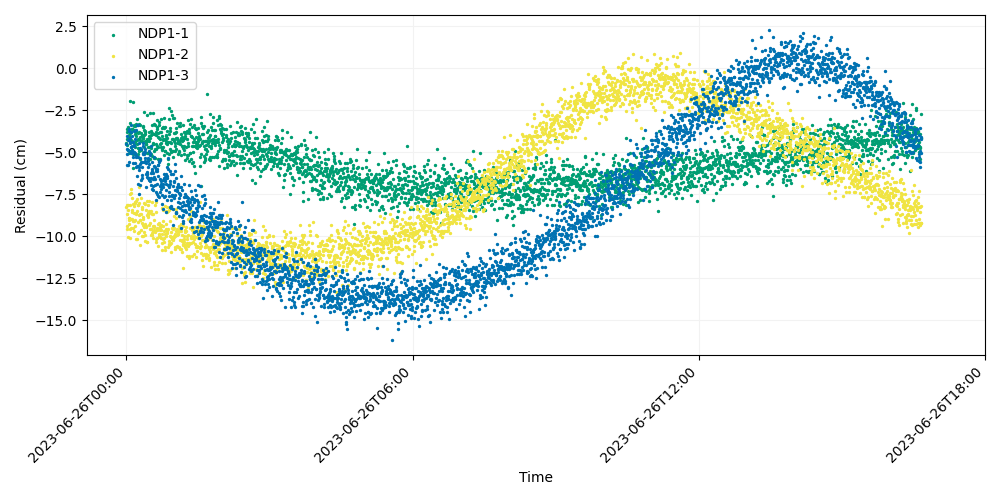 NDP1-1
NDP1-2
NDP1-3
Residual (cm)
2.5
0.0
−2.5
−5.0
−7.5
−10.0
−12.5
−15.0
2023-06-26T00:00
2023-06-26T06:00
2023-06-26T12:00
2023-06-26T18:00
Time